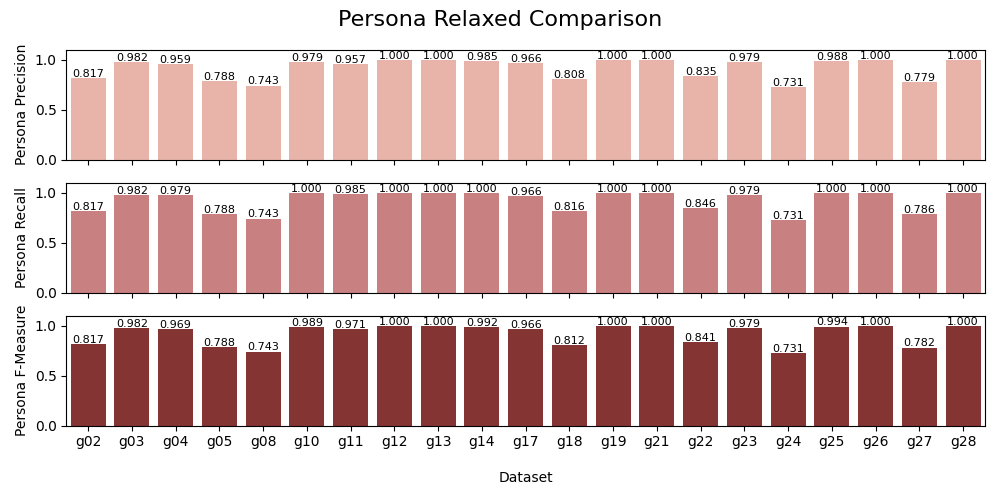 Persona Relaxed Comparison
Persona Precision
1.0
0.5
0.0
0.817 0.982 0.959 0.788 0.743 0.979 0.957 1.000 1.000 0.985 0.966 0.808 1.000 1.000 0.835 0.979 0.731 0.988 1.000 0.779 1.000
Persona Recall
1.0
0.5
0.0
0.817 0.982 0.979 0.788 0.743 1.000 0.985 1.000 1.000 1.000 0.966 0.816 1.000 1.000 0.846 0.979 0.731 1.000 1.000 0.786 1.000
Persona F-Measure
1.0
0.5
0.0
0.817 0.982 0.969 0.788 0.743 0.989 0.971 1.000 1.000 0.992 0.966 0.812 1.000 1.000 0.841 0.979 0.731 0.994 1.000 0.782 1.000
g02 g03 g04 g05 g08 g10 g11 g12 g13 g14 g17 g18 g19 g21 g22 g23 g24 g25 g26 g27 g28
Dataset